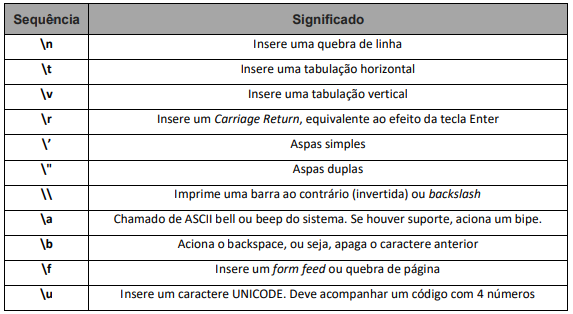 Sequência Significado
\n Insere uma quebra de linha
\t Insere uma tabulação horizontal
\v Insere uma tabulação vertical
\r Insere um Carriage Return, equivalente ao efeito da tecla Enter
\’ Aspas simples
\" Aspas duplas
\\ Imprime uma barra ao contrário (invertida) ou backslash
\a Chamado de ASCII bell ou beep do sistema. Se houver suporte, aciona um bipe.
\b Aciona o backspace, ou seja, apaga o caractere anterior
\f Insere um form feed ou quebra de página
\u Insere um caractere UNICODE. Deve acompanhar um código com 4 números